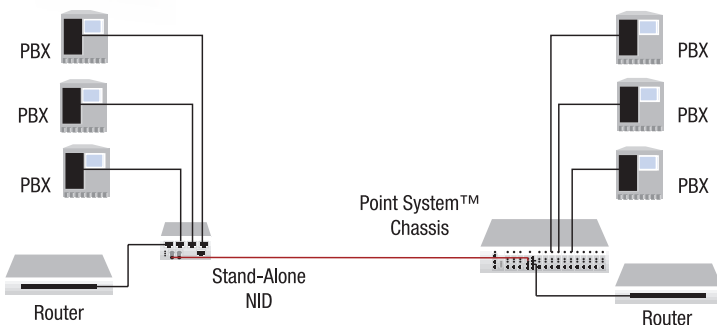 PBX
PBX
PBX
PBX
PBX
PBX
Point System™
Chassis
Stand-Alone
NID
Router
Router